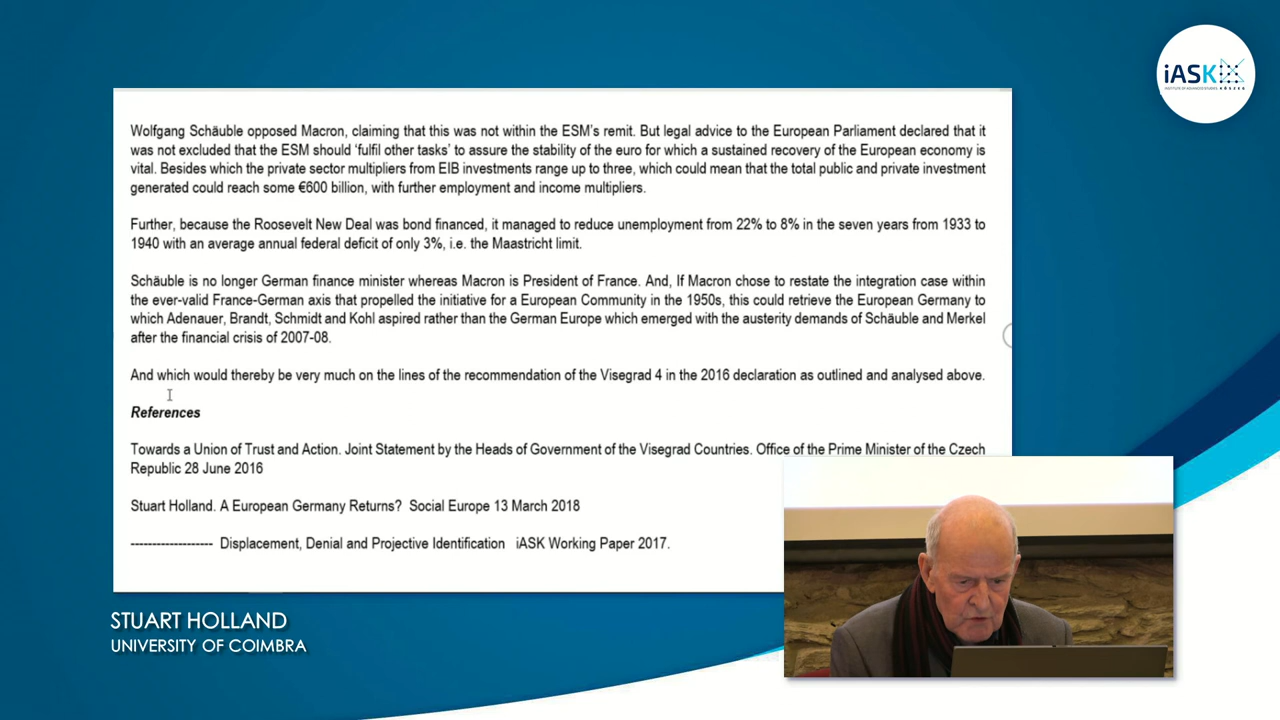 iASK
INSTITUTE OF ADVANCED STUDIES KŐSZEG
Wolfgang Schäuble opposed Macron, claiming that this was not within the ESM's remit. But legal advice to the European Parliament declared that it
was not excluded that the ESM should 'fulfil other tasks' to assure the stability of the euro for which a sustained recovery of the European economy is
vital. Besides which the private sector multipliers from EIB investments range up to three, which could mean that the total public and private investment
generated could reach some €600 billion, with further employment and income multipliers.
Further, because the Roosevelt New Deal was bond financed, it managed to reduce unemployment from 22% to 8% in the seven years from 1933 to
1940 with an average annual federal deficit of only 3%, i.e. the Maastricht limit.
Schäuble is no longer German finance minister whereas Macron is President of France. And, If Macron chose to restate the integration case within
the ever-valid France-German axis that propelled the initiative for a European Community in the 1950s, this could retrieve the European Germany to
which Adenauer, Brandt, Schmidt and Kohl aspired rather than the German Europe which emerged with the austerity demands of Schäuble and Merkel
after the financial crisis of 2007-08.
And which would thereby be very much on the lines of the recommendation of the Visegrad 4 in the 2016 declaration as outlined and analysed above.
References
Towards a Union of Trust and Action. Joint Statement by the Heads of Government of the Visegrad Countries. Office of the Prime Minister of the Czech
Republic 28 June 2016
Stuart Holland. A European Germany Returns? Social Europe 13 March 2018
------------------- Displacement, Denial and Projective Identification iASK Working Paper 2017.
STUART HOLLAND
UNIVERSITY OF COIMBRA